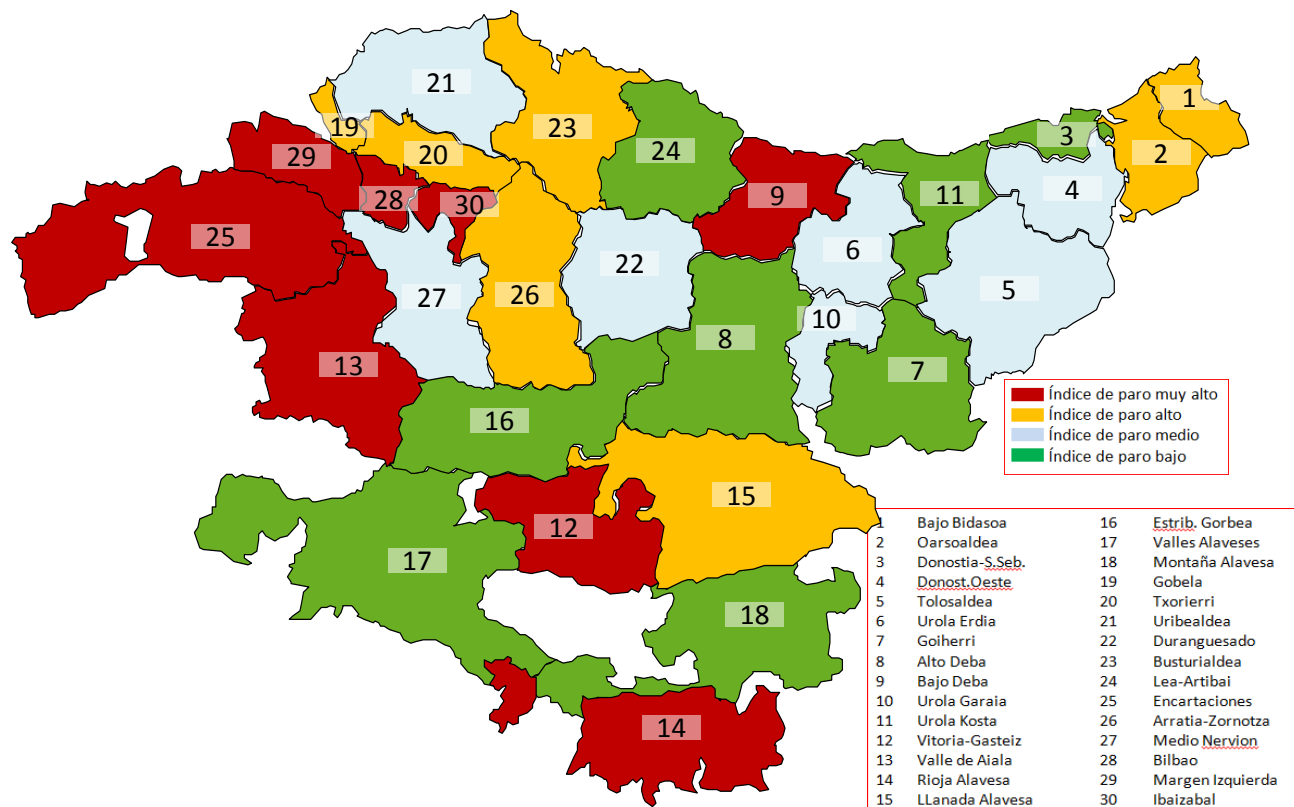 1
21
19
23
3
20
24
2
29
4
28
30
9
11
25
6
22
5
27
26
10
8
13
7
16
Índice de paro muy alto
Índice de paro alto
Índice de paro medio
Índice de paro bajo
15
12
17
18
14
1 Bajo Bidasoa 16 Estrib. Gorbea
2 Oarsoaldea 17 Valles Alaveses
3 Donostia-S.Seb. 18 Montaña Alavesa
4 Donost.Oeste 19 Gobela
5 Tolosaldea 20 Txorierri
6 Urola Erdia 21 Uribealdea
7 Goiherri 22 Duranguesado
8 Alto Deba 23 Busturialdea
9 Bajo Deba 24 Lea-Artibai
10 Urola Garaia 25 Encartaciones
11 Urola Kosta 26 Arratia-Zornotza
12 Vitoria-Gasteiz 27 Medio Nervion
13 Valle de Aiala 28 Bilbao
14 Rioja Alavesa 29 Margen Izquierda
15 LLanada Alavesa 30 Ibaizabal